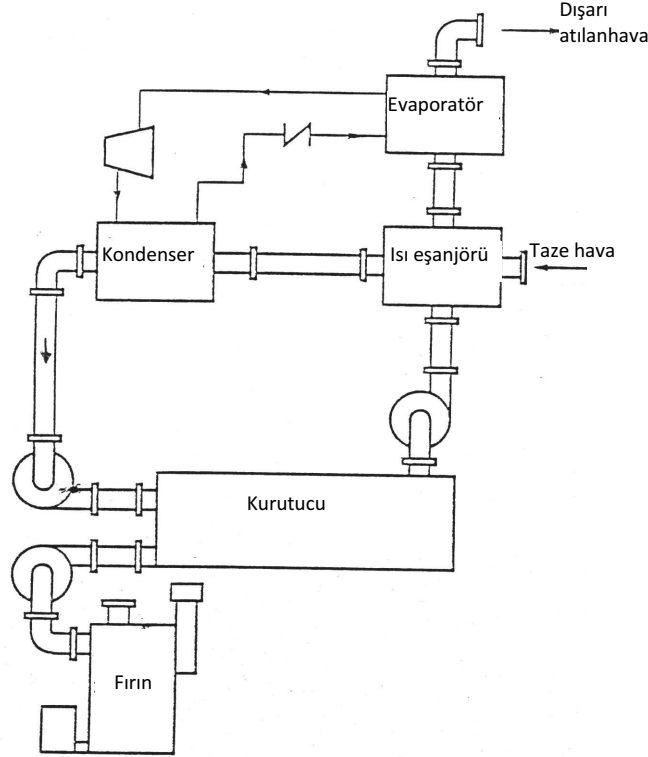 Dışarı
atılanhava
Evaporatör
Kondenser
Isı eşanjörü
Taze hava
Kurutucu
Fırın